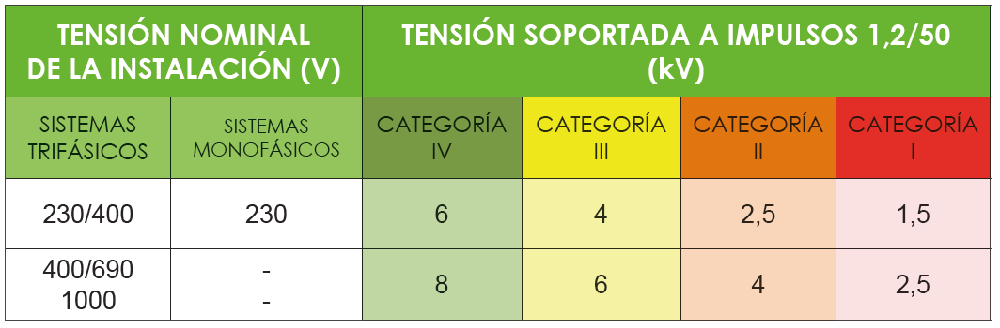 TENSIÓN NOMINAL
DE LA INSTALACIÓN (V)
TENSIÓN SOPORTADA A IMPULSOS 1,2/50
(kV)
SISTEMAS
TRIFÁSICOS
SISTEMAS
MONOFÁSICOS
CATEGORÍA
IV
CATEGORÍA
III
CATEGORÍA
II
CATEGORÍA
I
230/400
230
6
4
2,5
1,5
400/690
1000
-
-
8
6
4
2,5